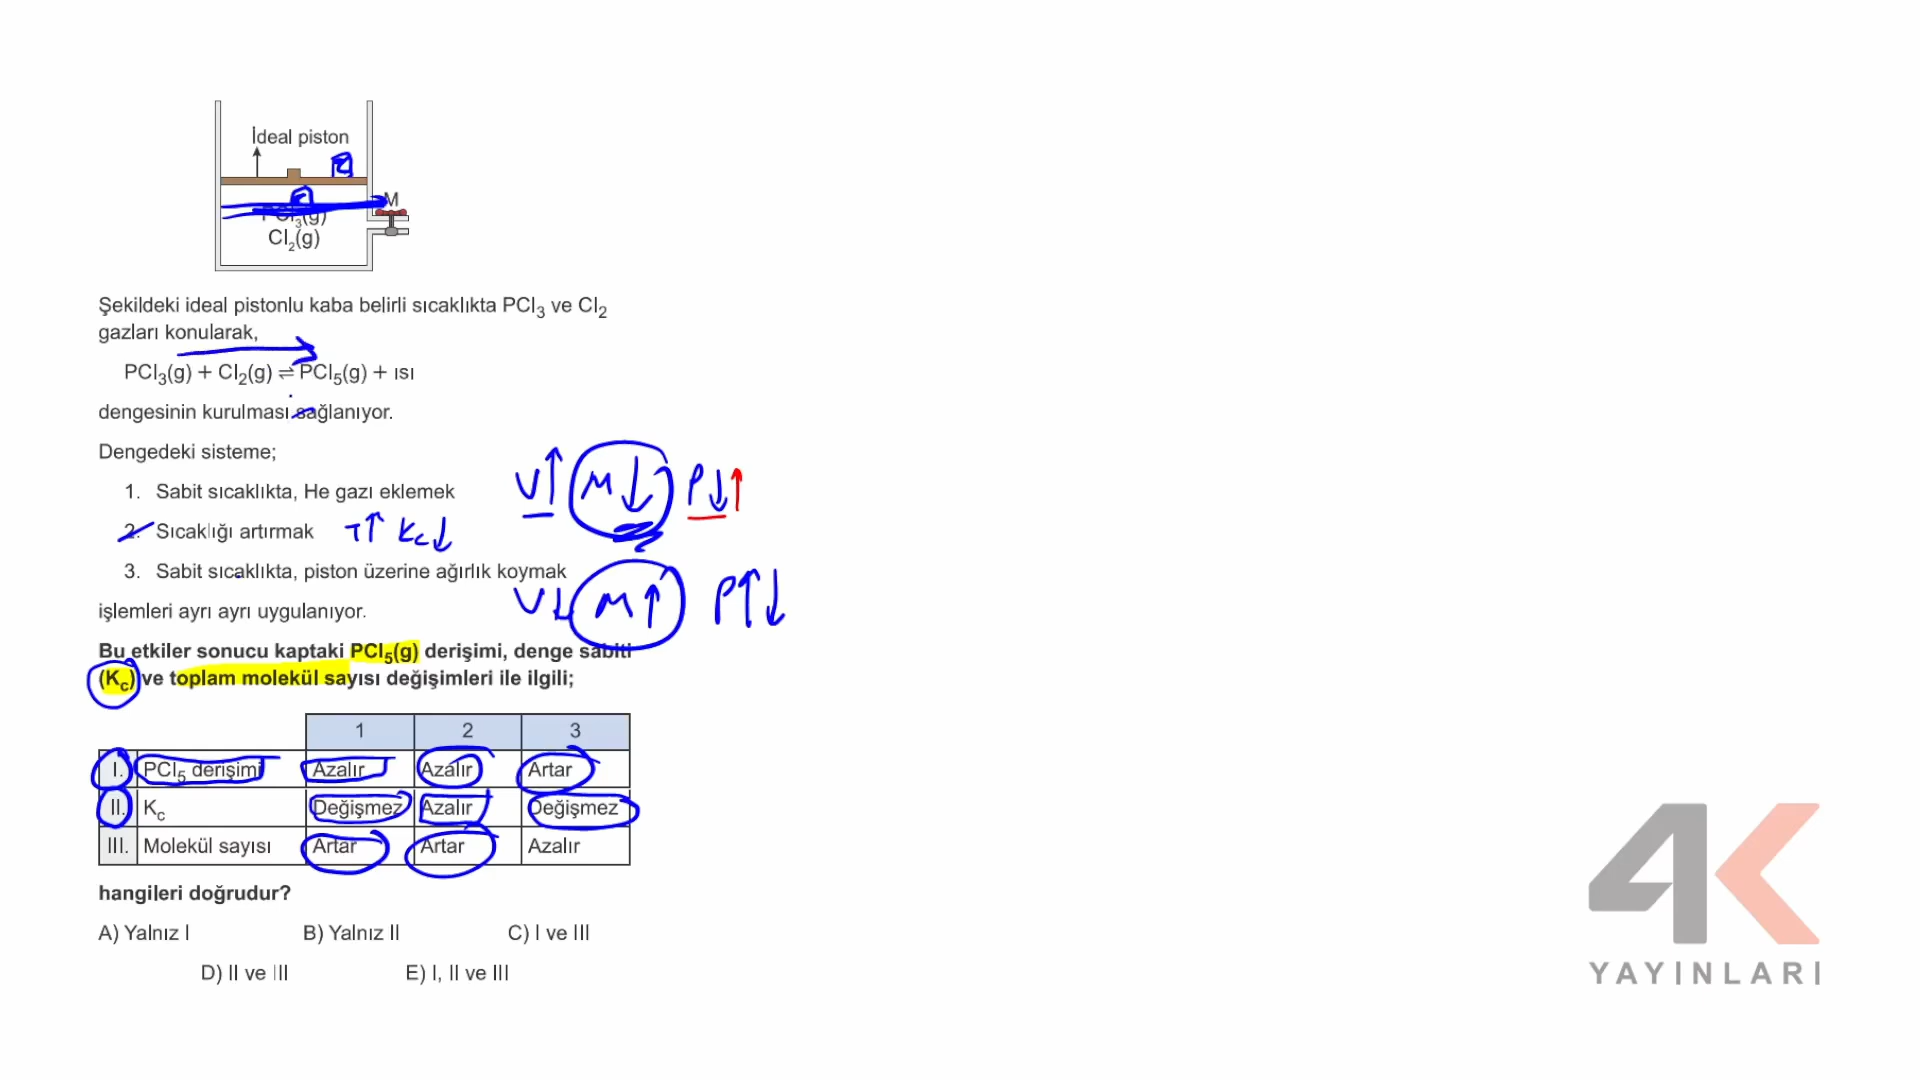 İdeal piston
M
PCl3(g)
Cl2(g)
Şekildeki ideal pistonlu kaba belirli sıcaklıkta PCl3 ve Cl2
gazları konularak,
PCl3(g) + Cl2(g) ⇌ PCl5(g) + ısı
dengesinin kurulması sağlanıyor.
Dengedeki sisteme;
1. Sabit sıcaklıkta, He gazı eklemek V↑ M↓ P↓↑
2. Sıcaklığı artırmak T↑ Kc↓
3. Sabit sıcaklıkta, piston üzerine ağırlık koymak
V↓ M↑ P↑↓
işlemleri ayrı ayrı uygulanıyor.
Bu etkiler sonucu kaptaki PCl5(g) derişimi, denge sabiti
(Kc) ve toplam molekül sayısı değişimleri ile ilgili;
1 2 3
I. PCl5 derişimi Azalır Azalır Artar
II. Kc Değişmez Azalır Değişmez
III. Molekül sayısı Artar Artar Azalır
hangileri doğrudur?
A) Yalnız I B) Yalnız II C) I ve III
D) II ve III E) I, II ve III
4K
YAYINLARI